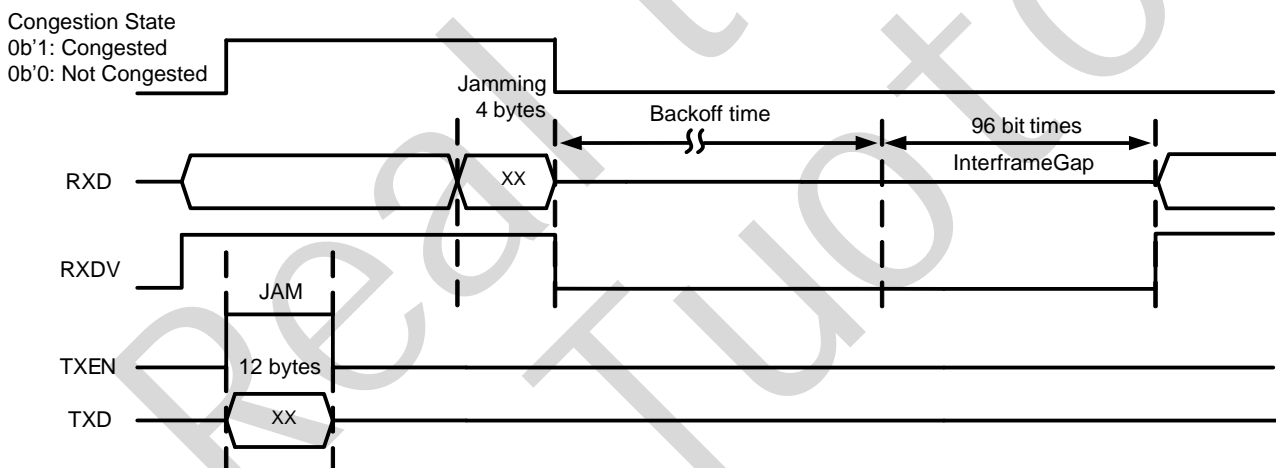 Congestion State
0b'1: Congested
0b'0: Not Congested
Jamming
4 bytes
Backoff time
96 bit times
InterframeGap
RXD
XX
RXDV
JAM
TXEN
12 bytes
TXD
XX